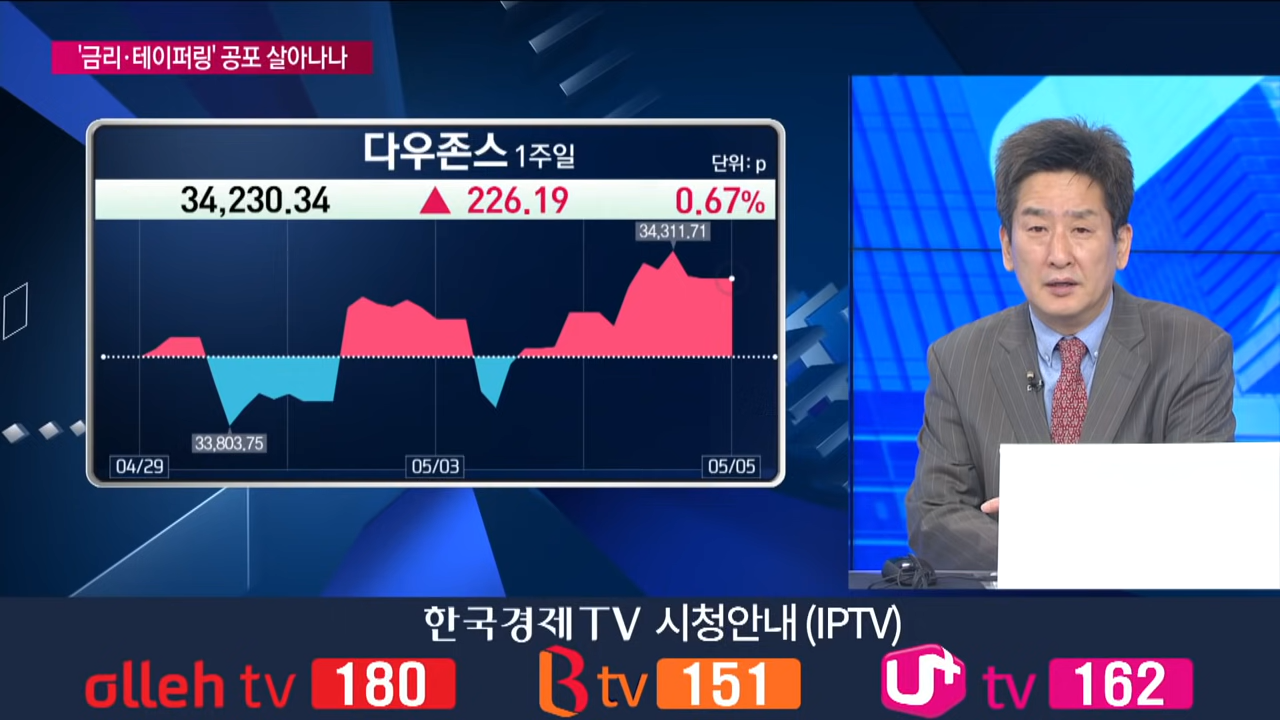 '금리·테이퍼링' 공포 살아나나
다우존스 1주일
단위: p
34,230.34 ▲ 226.19 0.67%
34,311.71
33,803.75
04/29 05/03 05/05
한국경제TV 시청안내 (IPTV)
olleh tv 180 B tv 151 U+ tv 162